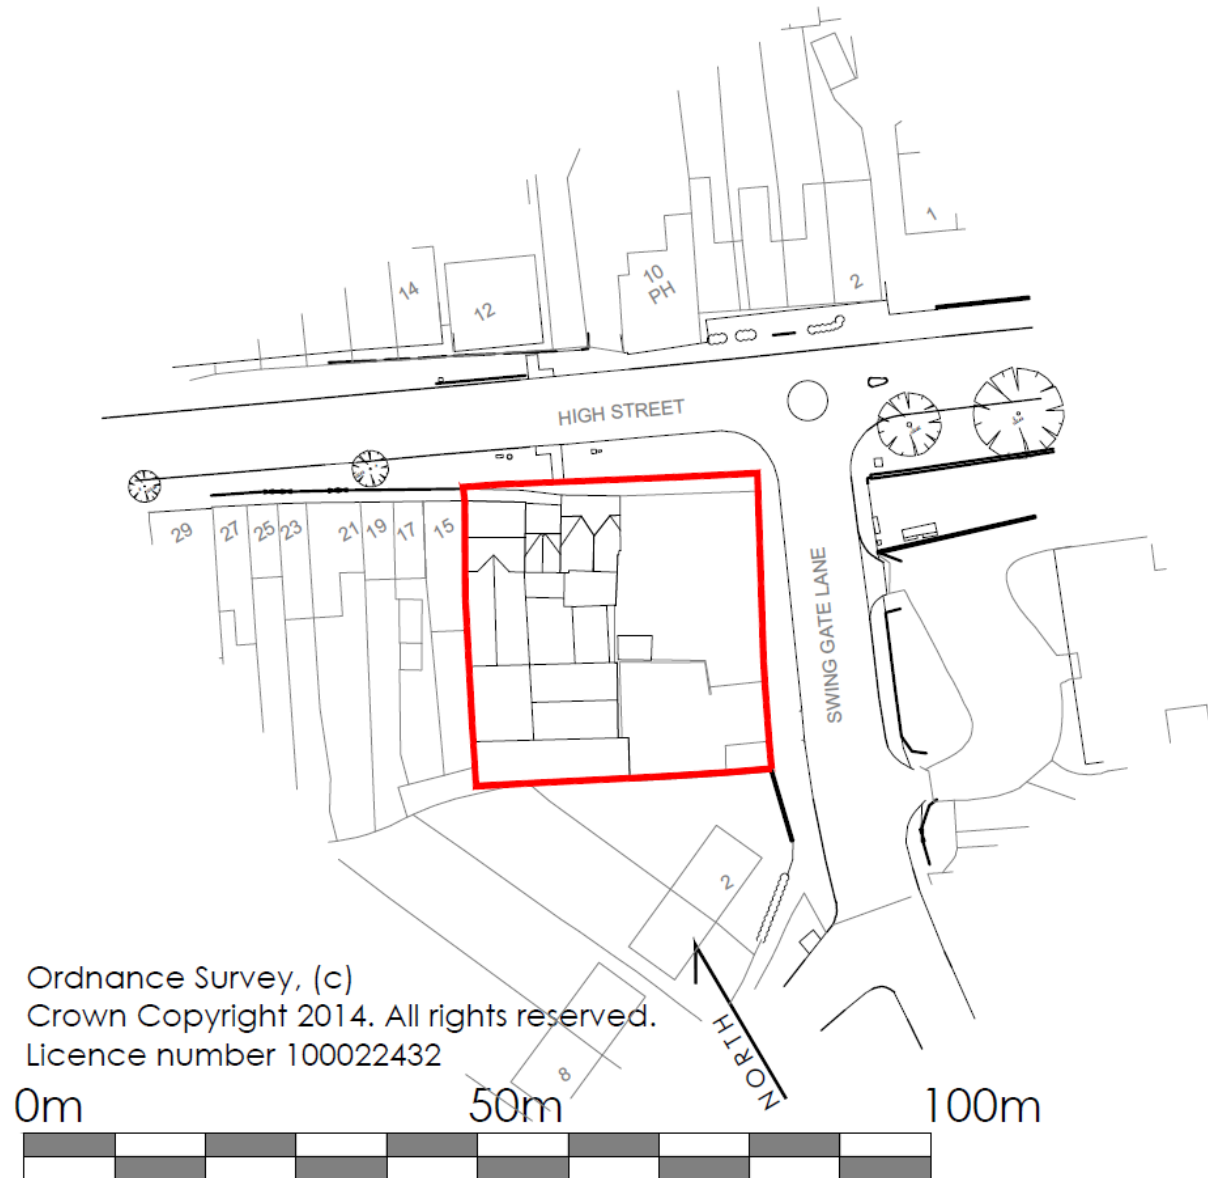 1
14
12
10
PH
2
HIGH STREET
29
27
25
23
21
19
17
15
SWING GATE LANE
2
8
NORTH
Ordnance Survey, (c)
Crown Copyright 2014. All rights reserved.
Licence number 100022432
0m 50m 100m